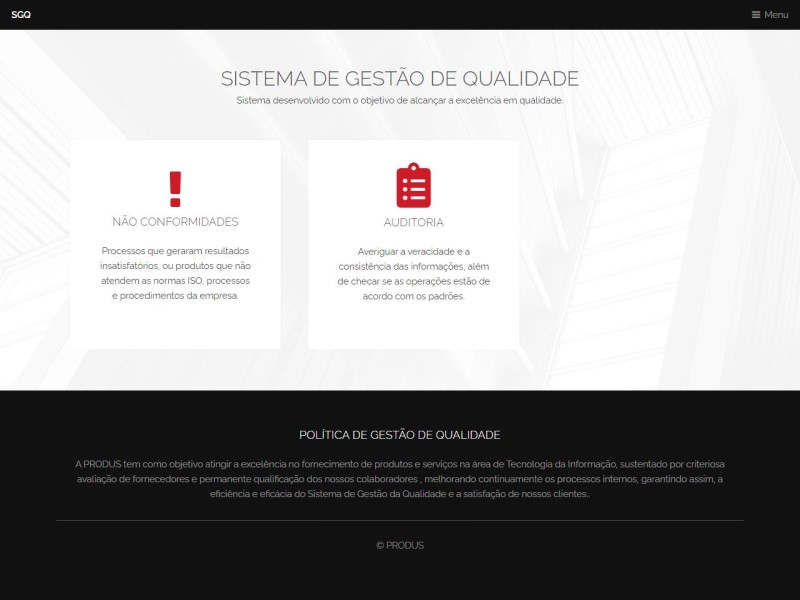 SGQ
Menu
SISTEMA DE GESTÃO DE QUALIDADE
Sistema desenvolvido com o objetivo de alcançar a excelência em qualidade.
NÃO CONFORMIDADES
Processos que geraram resultados
insatisfatórios, ou produtos que não
atendem as normas ISO, processos
e procedimentos da empresa.
AUDITORIA
Averiguar a veracidade e a
consistência das informações, além
de checar se as operações estão de
acordo com os padrões.
POLÍTICA DE GESTÃO DE QUALIDADE
A PRODUS tem como objetivo atingir a excelência no fornecimento de produtos e serviços na área de Tecnologia da Informação, sustentado por criteriosa
avaliação de fornecedores e permanente qualificação dos nossos colaboradores , melhorando continuamente os processos internos, garantindo assim, a
eficiência e eficácia do Sistema de Gestão da Qualidade e a satisfação de nossos clientes..
© PRODUS